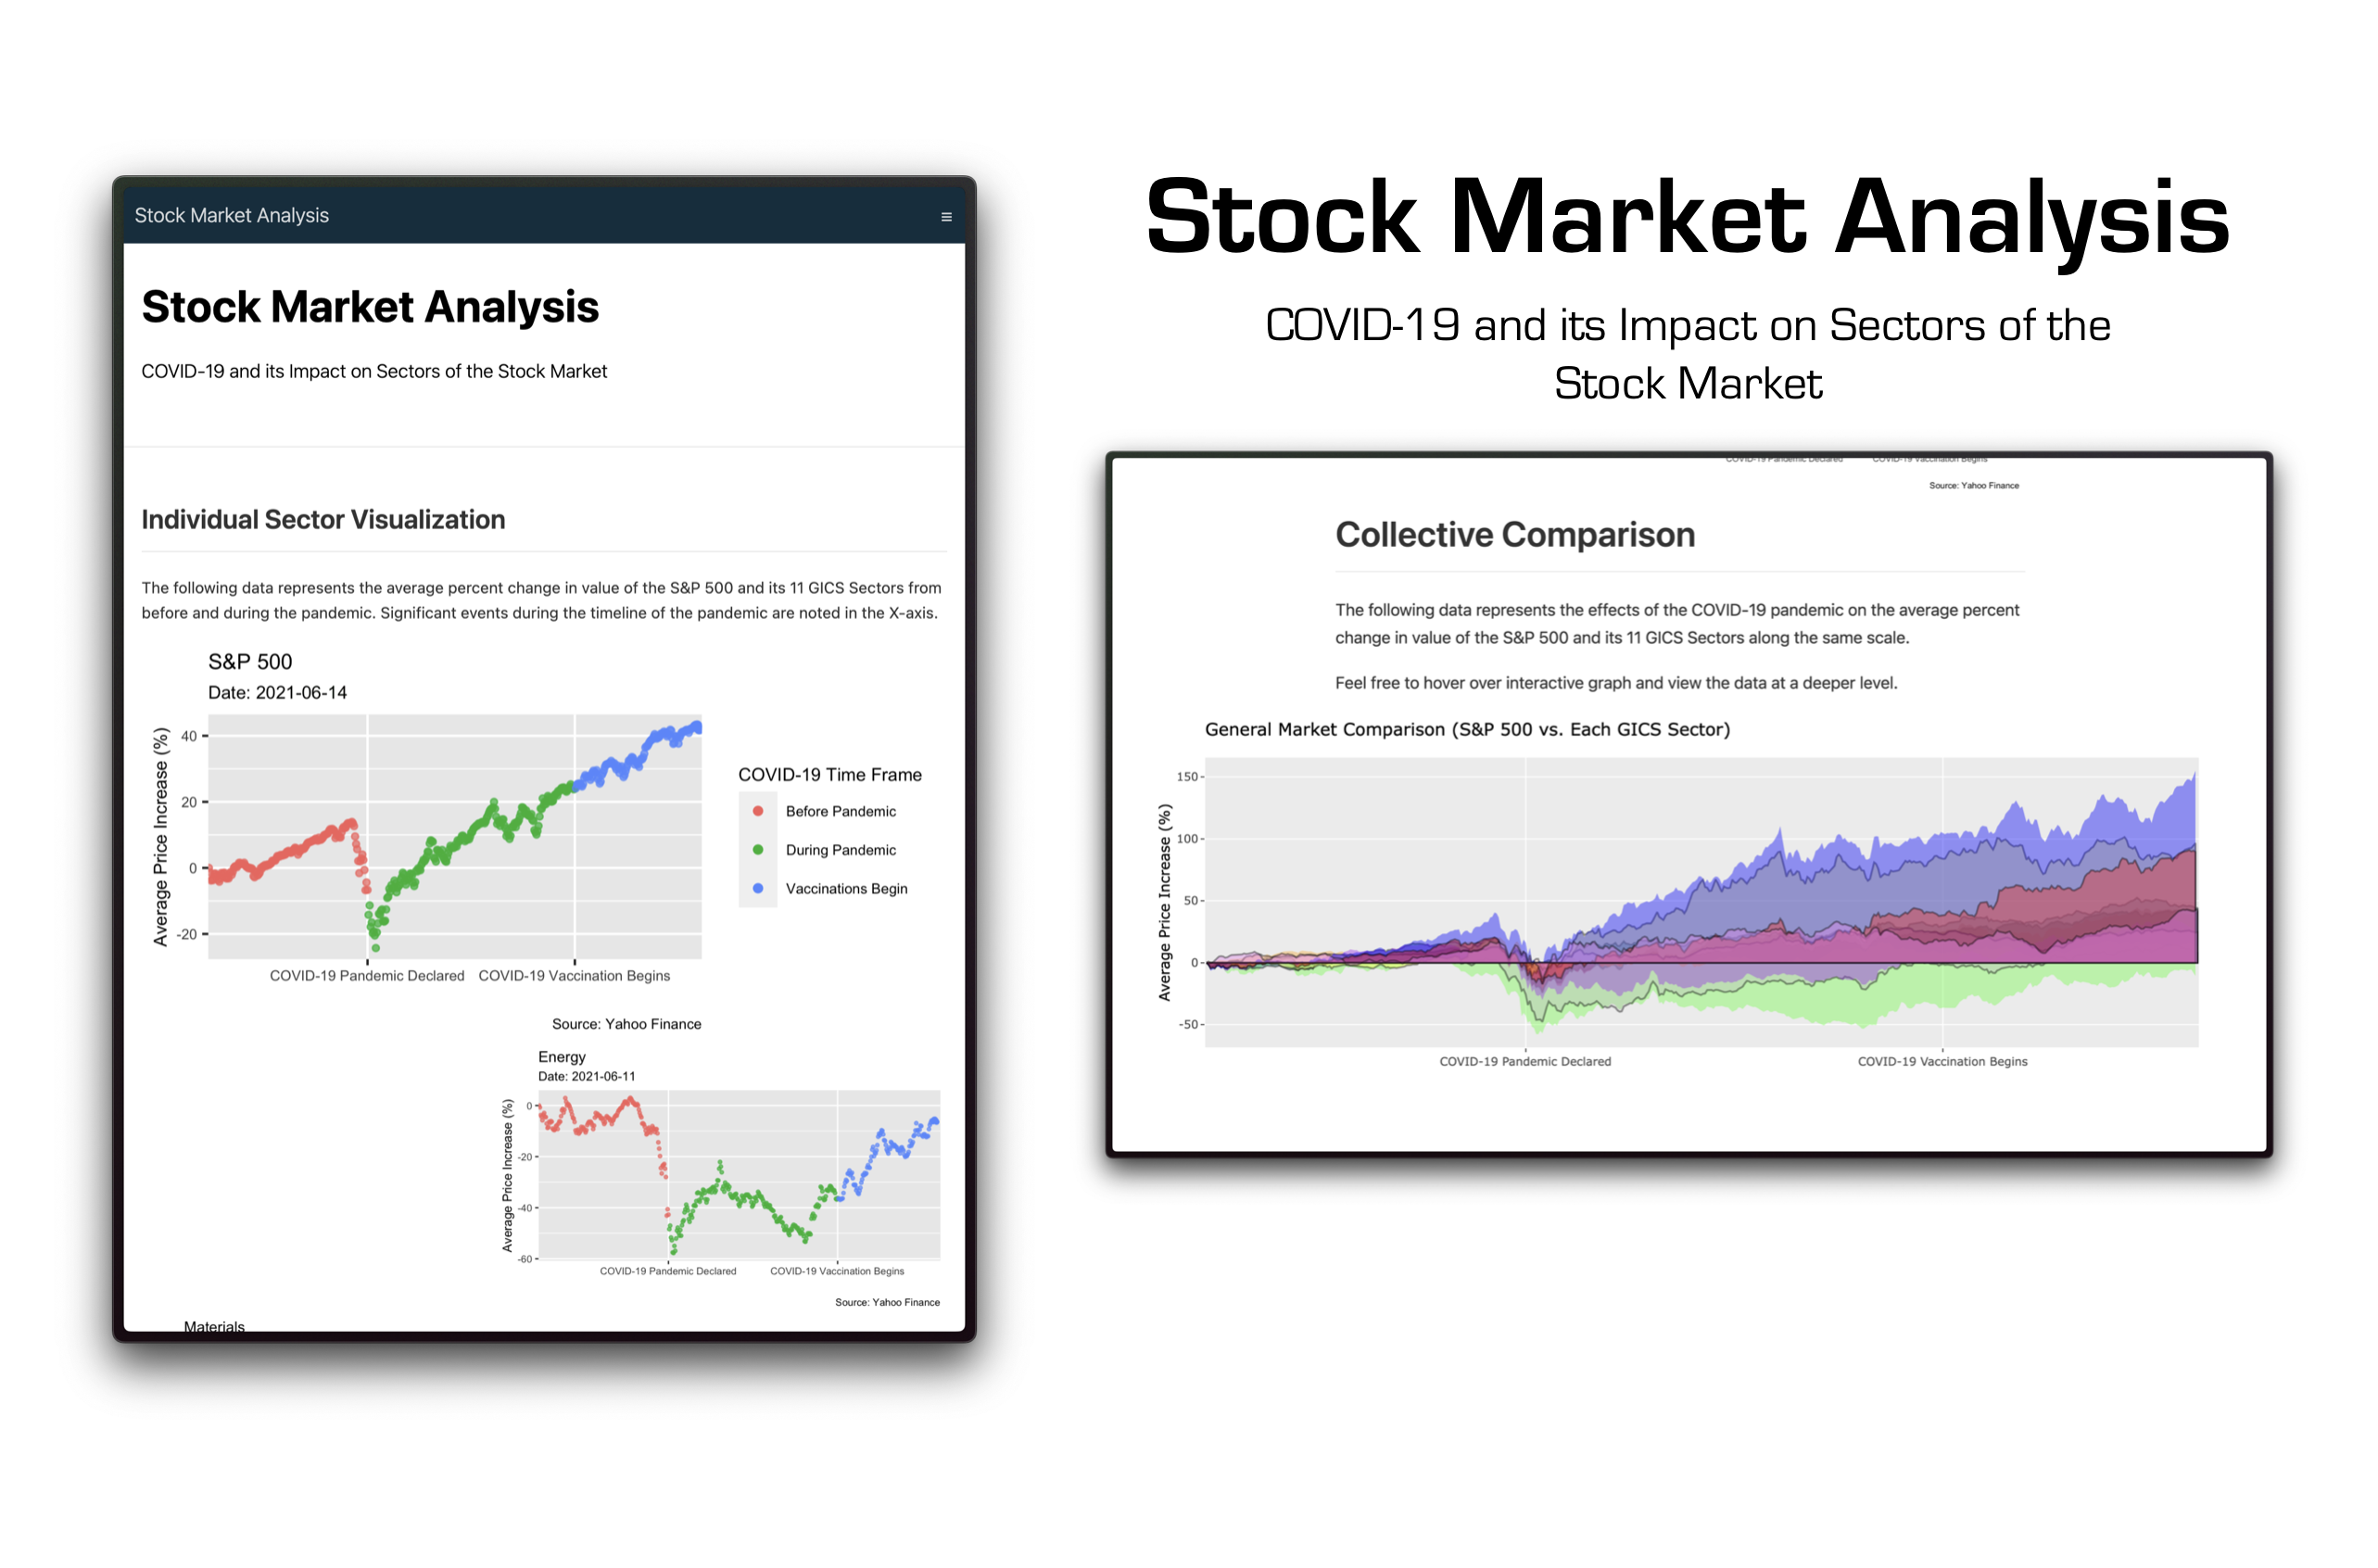 Stock Market Analysis
≡
Stock Market Analysis
COVID-19 and its Impact on Sectors of the Stock Market
Individual Sector Visualization
The following data represents the average percent change in value of the S&P 500 and its 11 GICS Sectors from
before and during the pandemic. Significant events during the timeline of the pandemic are noted in the X-axis.
S&P 500
Date: 2021-06-14
Average Price Increase (%)
40
20
0
-20
COVID-19 Pandemic Declared
COVID-19 Vaccination Begins
COVID-19 Time Frame
Before Pandemic
During Pandemic
Vaccinations Begin
Source: Yahoo Finance
Energy
Date: 2021-06-11
Average Price Increase (%)
0
-20
-40
-60
COVID-19 Pandemic Declared
COVID-19 Vaccination Begins
Source: Yahoo Finance
Materials
Stock Market Analysis
COVID-19 and its Impact on Sectors of the
Stock Market
COVID-19 Pandemic Declared
COVID-19 Vaccination Begins
Source: Yahoo Finance
Collective Comparison
The following data represents the effects of the COVID-19 pandemic on the average percent
change in value of the S&P 500 and its 11 GICS Sectors along the same scale.
Feel free to hover over interactive graph and view the data at a deeper level.
General Market Comparison (S&P 500 vs. Each GICS Sector)
Average Price Increase (%)
150
100
50
0
-50
COVID-19 Pandemic Declared
COVID-19 Vaccination Begins